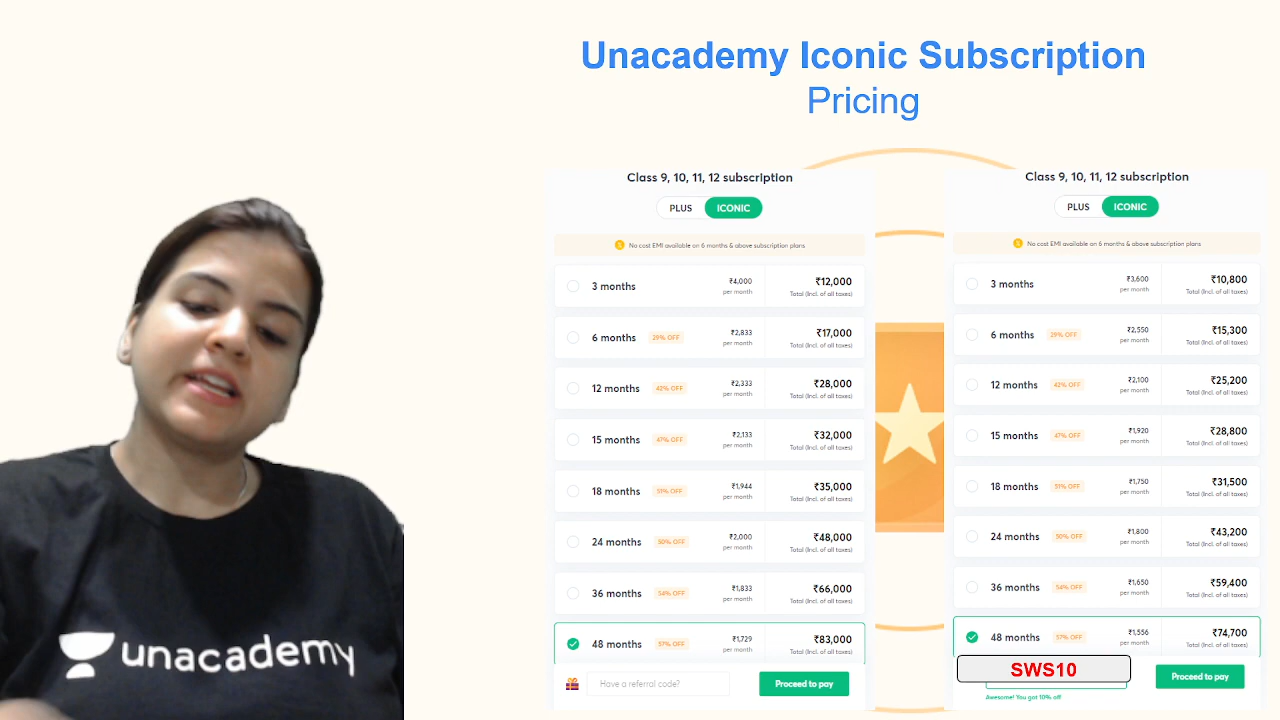 Unacademy Iconic Subscription
Pricing
Class 9, 10, 11, 12 subscription
PLUS ICONIC
No cost EMI available on 6 months & above subscription plans
3 months ₹4,000 per month ₹12,000 Total (Incl. of all taxes)
6 months 29% OFF ₹2,833 per month ₹17,000 Total (Incl. of all taxes)
12 months 42% OFF ₹2,333 per month ₹28,000 Total (Incl. of all taxes)
15 months 47% OFF ₹2,133 per month ₹32,000 Total (Incl. of all taxes)
18 months 51% OFF ₹1,944 per month ₹35,000 Total (Incl. of all taxes)
24 months 50% OFF ₹2,000 per month ₹48,000 Total (Incl. of all taxes)
36 months 54% OFF ₹1,833 per month ₹66,000 Total (Incl. of all taxes)
48 months 57% OFF ₹1,729 per month ₹83,000 Total (Incl. of all taxes)
Have a referral code? Proceed to pay
Class 9, 10, 11, 12 subscription
PLUS ICONIC
No cost EMI available on 6 months & above subscription plans
3 months ₹3,600 per month ₹10,800 Total (Incl. of all taxes)
6 months 29% OFF ₹2,550 per month ₹15,300 Total (Incl. of all taxes)
12 months 42% OFF ₹2,100 per month ₹25,200 Total (Incl. of all taxes)
15 months 47% OFF ₹1,920 per month ₹28,800 Total (Incl. of all taxes)
18 months 51% OFF ₹1,750 per month ₹31,500 Total (Incl. of all taxes)
24 months 50% OFF ₹1,800 per month ₹43,200 Total (Incl. of all taxes)
36 months 54% OFF ₹1,650 per month ₹59,400 Total (Incl. of all taxes)
48 months 57% OFF ₹1,556 per month ₹74,700 Total (Incl. of all taxes)
SWS10 Proceed to pay
Awesome! You got 10% off
unacademy